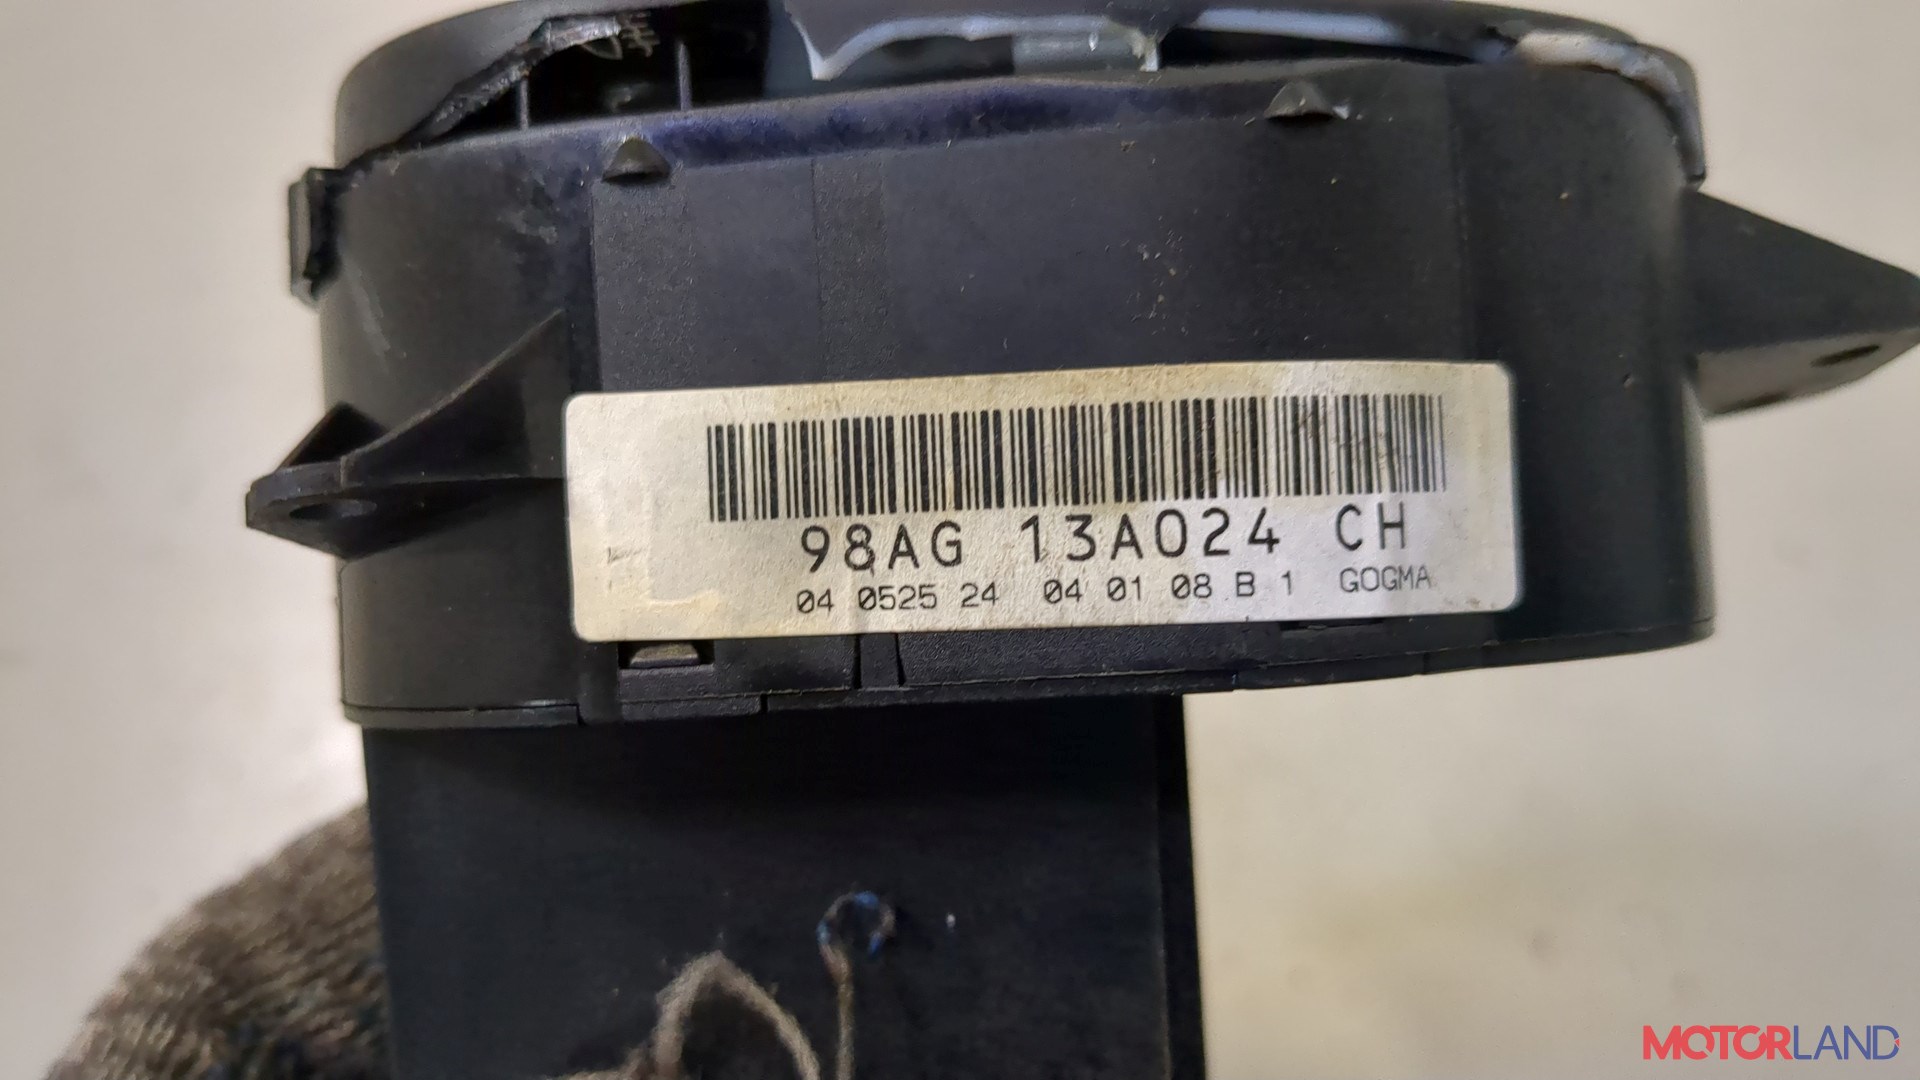 98AG 13A024 CH
04 0525 24 04 01 08 B 1 GOGMA
MOTORLAND